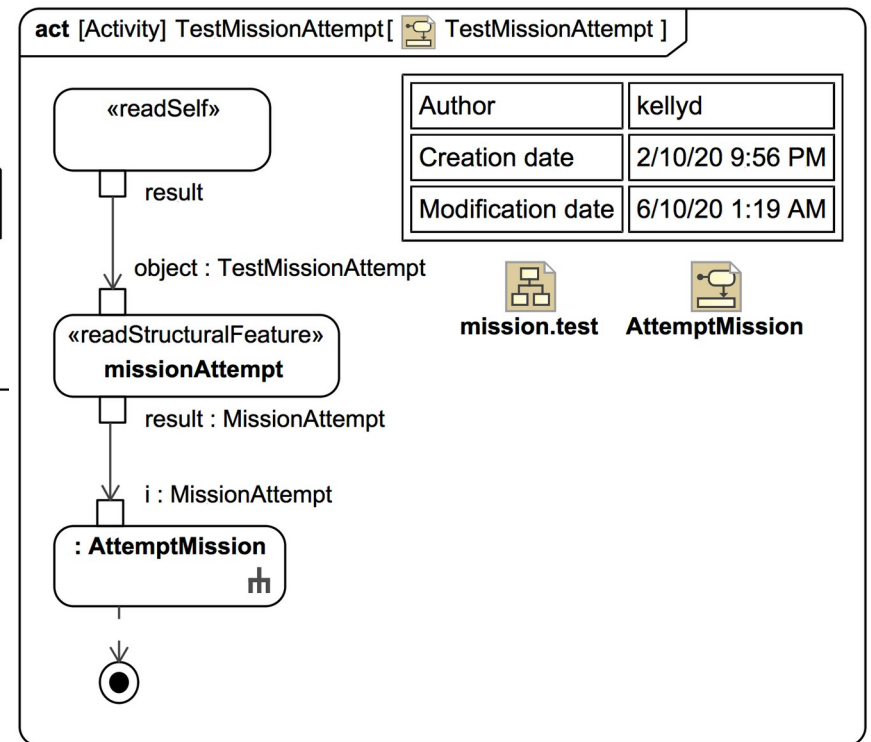 act [Activity] TestMissionAttempt[ TestMissionAttempt ]
«readSelf»
result
object : TestMissionAttempt
«readStructuralFeature»
missionAttempt
result : MissionAttempt
i : MissionAttempt
: AttemptMission
Author kellyd
Creation date 2/10/20 9:56 PM
Modification date 6/10/20 1:19 AM
mission.test AttemptMission